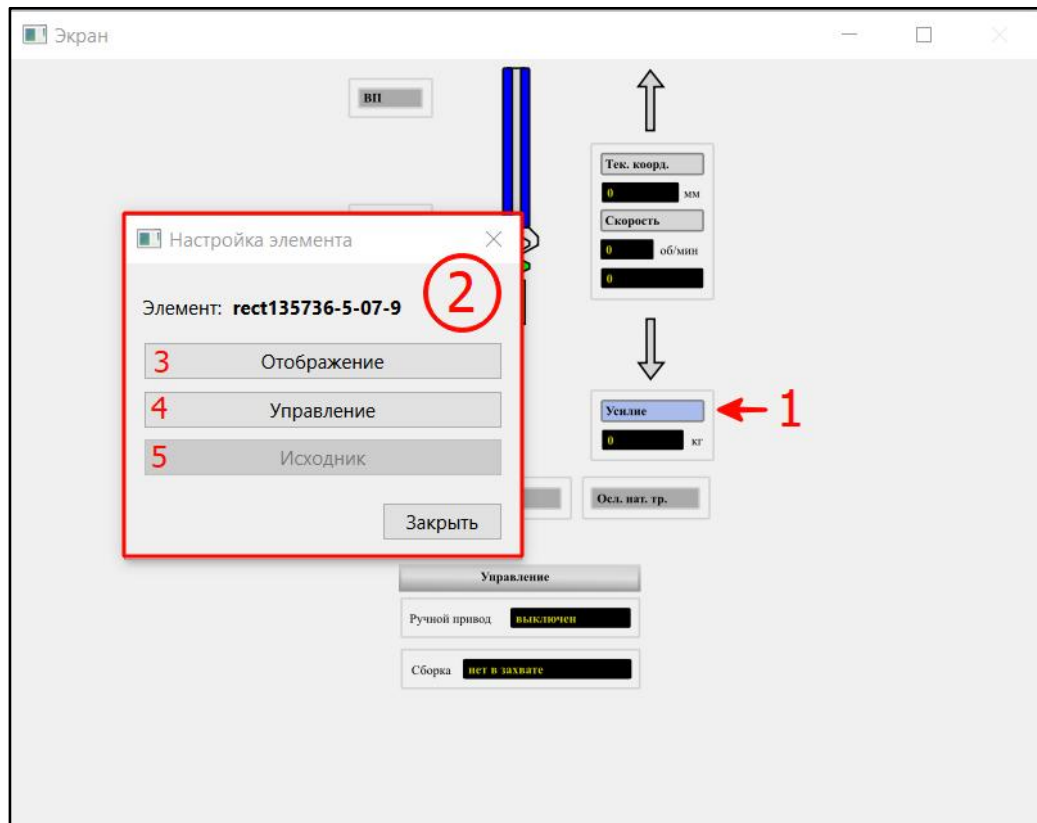 Экран
ВП
Тек. коорд.
0 мм
Скорость
0 об/мин
0
Настройка элемента
2
Элемент: rect135736-5-07-9
3 Отображение
4 Управление
5 Исходник
Закрыть
Усилие
1
0 кг
Осл. нат. тр.
Управление
Ручной привод выключен
Сборка нет в захвате